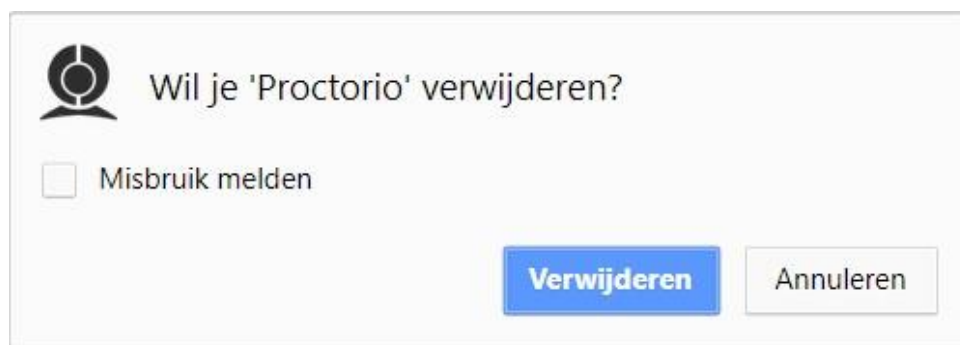 Wil je 'Proctorio' verwijderen?
Misbruik melden
Verwijderen Annuleren